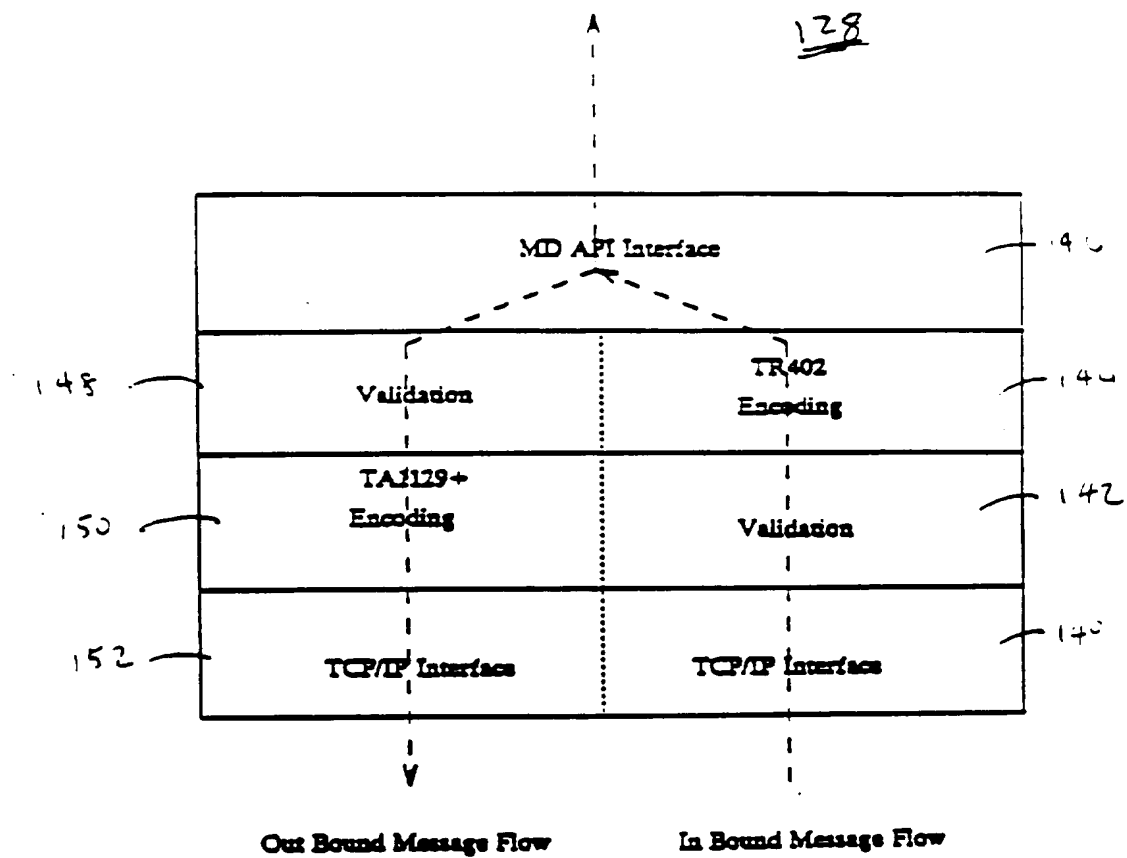 128
MD API Interface
148
Validation
TR402
Encoding
150
TA1129+
Encoding
Validation
142
152
TCP/IP Interface
TCP/IP Interface
Out Bound Message Flow
In Bound Message Flow